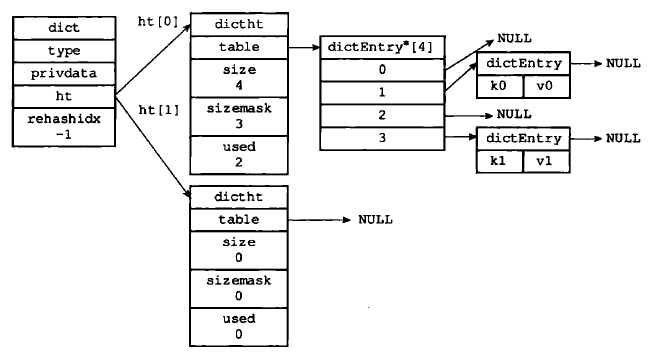 dict
type
privdata
ht
rehashidx
-1
ht[0]
ht[1]
dictht
table
size
4
sizemask
3
used
2
dictht
table
size
0
sizemask
0
used
0
NULL
dictEntry*[4]
0
1
2
3
NULL
dictEntry
k0 v0
NULL
NULL
dictEntry
k1 v1
NULL